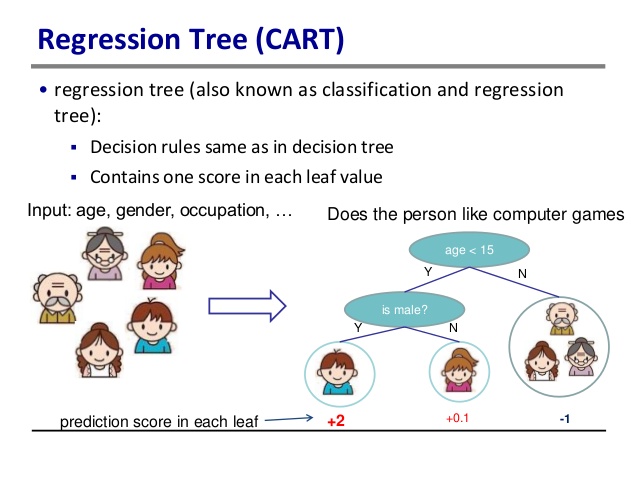 Regression Tree (CART)
• regression tree (also known as classification and regression
tree):
▪ Decision rules same as in decision tree
▪ Contains one score in each leaf value
Input: age, gender, occupation, …
Does the person like computer games
age < 15
Y
N
is male?
Y
N
prediction score in each leaf
+2
+0.1
-1